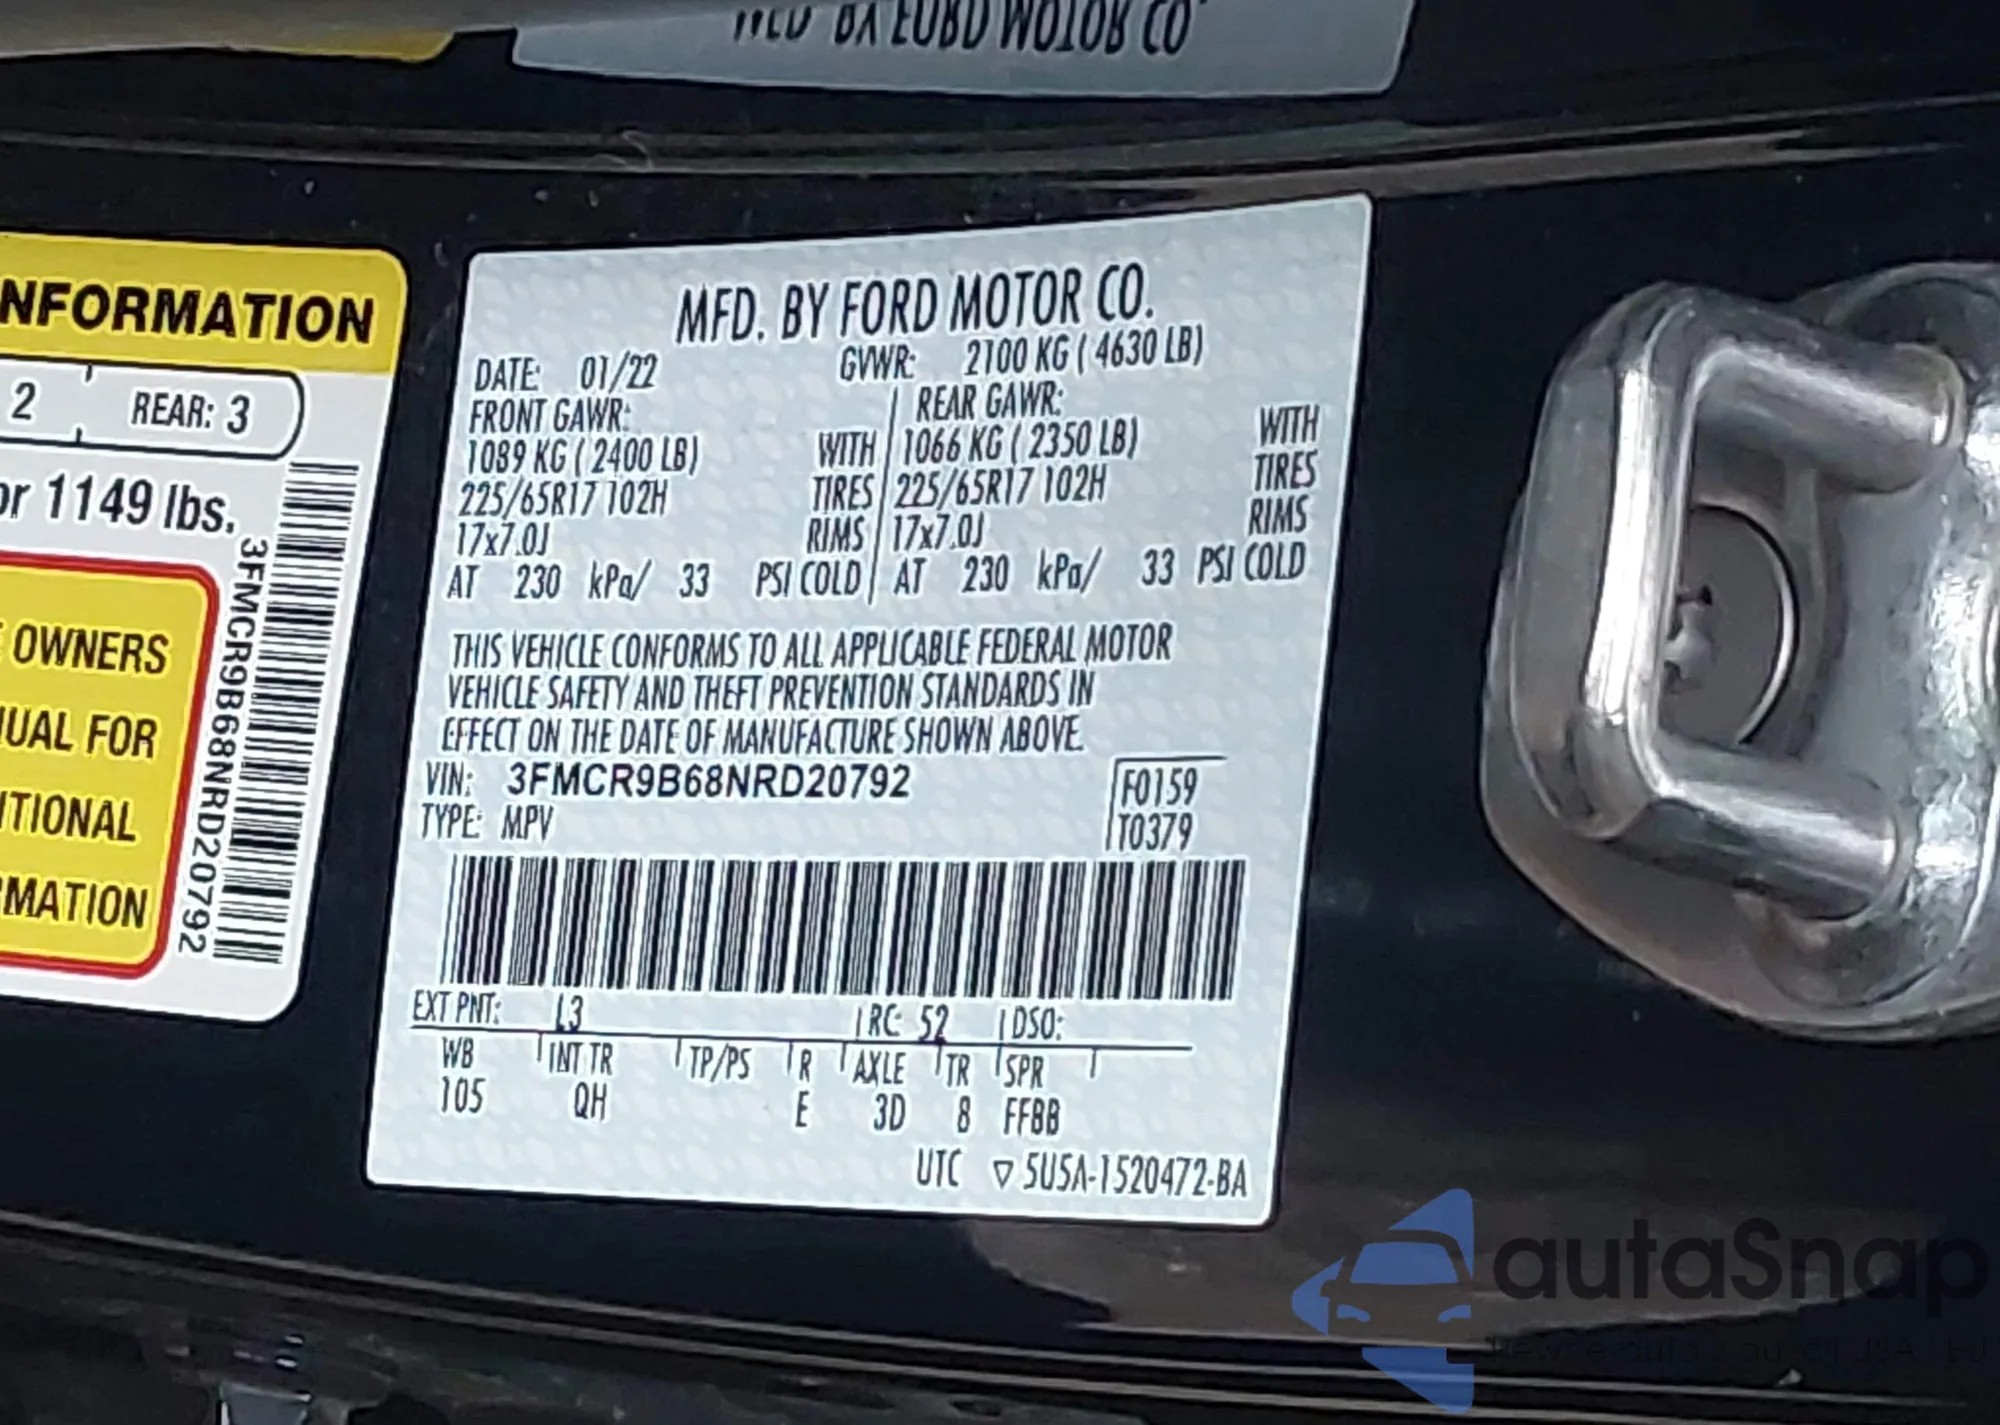 NFORMATION
2 REAR: 3
or 1149 lbs.
OWNERS
UAL FOR
ITIONAL
MATION
3FMCR9B68NRD20792
MFD. BY FORD MOTOR CO.
DATE: 01/22 GVWR: 2100 KG ( 4630 LB)
FRONT GAWR: REAR GAWR:
1089 KG ( 2400 LB) WITH 1066 KG ( 2350 LB) WITH
225/65R17 102H TIRES 225/65R17 102H TIRES
17x7.0J RIMS 17x7.0J RIMS
AT 230 kPa/ 33 PSI COLD AT 230 kPa/ 33 PSI COLD
THIS VEHICLE CONFORMS TO ALL APPLICABLE FEDERAL MOTOR
VEHICLE SAFETY AND THEFT PREVENTION STANDARDS IN
EFFECT ON THE DATE OF MANUFACTURE SHOWN ABOVE.
VIN: 3FMCR9B68NRD20792 F0159
TYPE: MPV T0379
EXT PNT: L3 RC: 52 DSO:
WB INT TR TP/PS R AXLE TR SPR
105 QH E 3D 8 FFBB
UTC ▽ 5U5A-1520472-BA
autaSnap